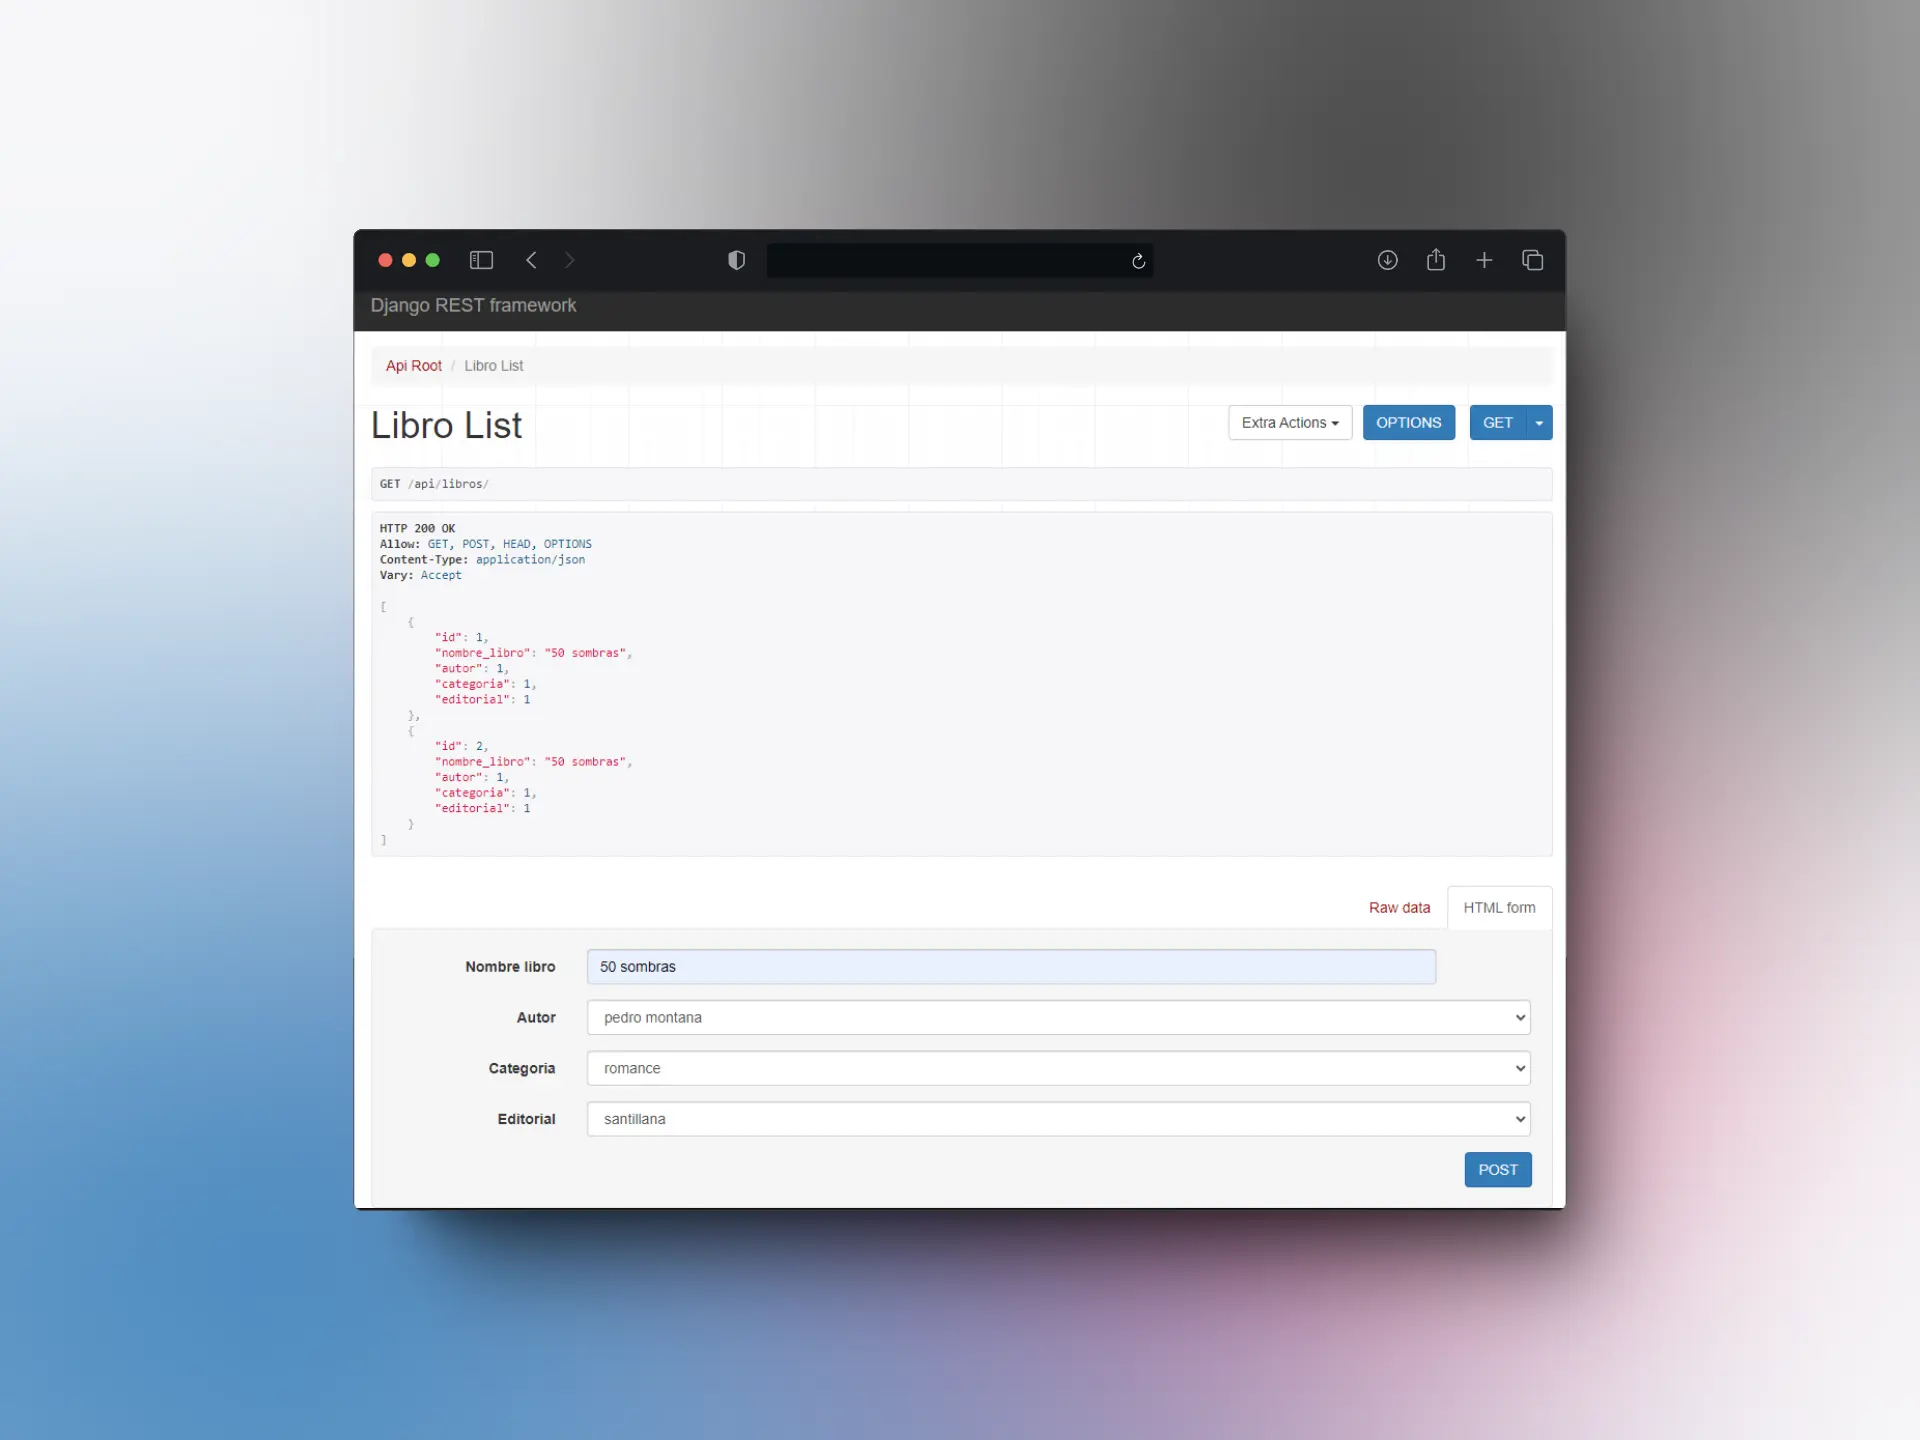 Django REST framework
Api Root / Libro List
Libro List
Extra Actions
OPTIONS
GET
GET /api/libros/
HTTP 200 OK
Allow: GET, POST, HEAD, OPTIONS
Content-Type: application/json
Vary: Accept
[
    {
        "id": 1,
        "nombre_libro": "50 sombras",
        "autor": 1,
        "categoria": 1,
        "editorial": 1
    },
    {
        "id": 2,
        "nombre_libro": "50 sombras",
        "autor": 1,
        "categoria": 1,
        "editorial": 1
    }
]
Raw data
HTML form
Nombre libro
50 sombras
Autor
pedro montana
Categoria
romance
Editorial
santillana
POST